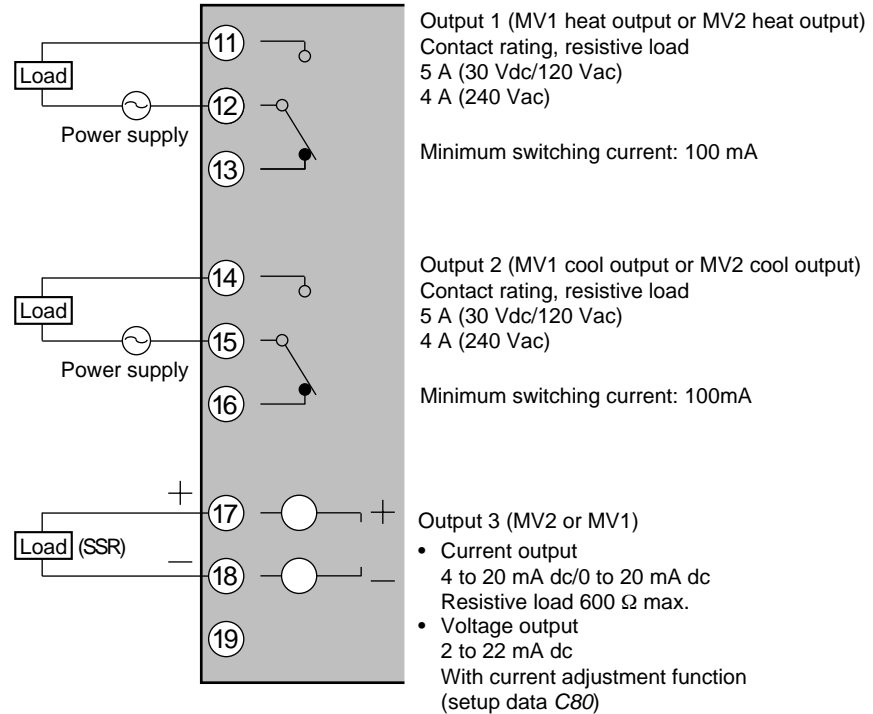 11
Load
12
Power supply
13
Output 1 (MV1 heat output or MV2 heat output)
Contact rating, resistive load
5 A (30 Vdc/120 Vac)
4 A (240 Vac)
Minimum switching current: 100 mA
14
Load
15
Power supply
16
Output 2 (MV1 cool output or MV2 cool output)
Contact rating, resistive load
5 A (30 Vdc/120 Vac)
4 A (240 Vac)
Minimum switching current: 100mA
+
17
+
Load (SSR)
—
18
—
19
Output 3 (MV2 or MV1)
• Current output
4 to 20 mA dc/0 to 20 mA dc
Resistive load 600 Ω max.
• Voltage output
2 to 22 mA dc
With current adjustment function
(setup data C80)